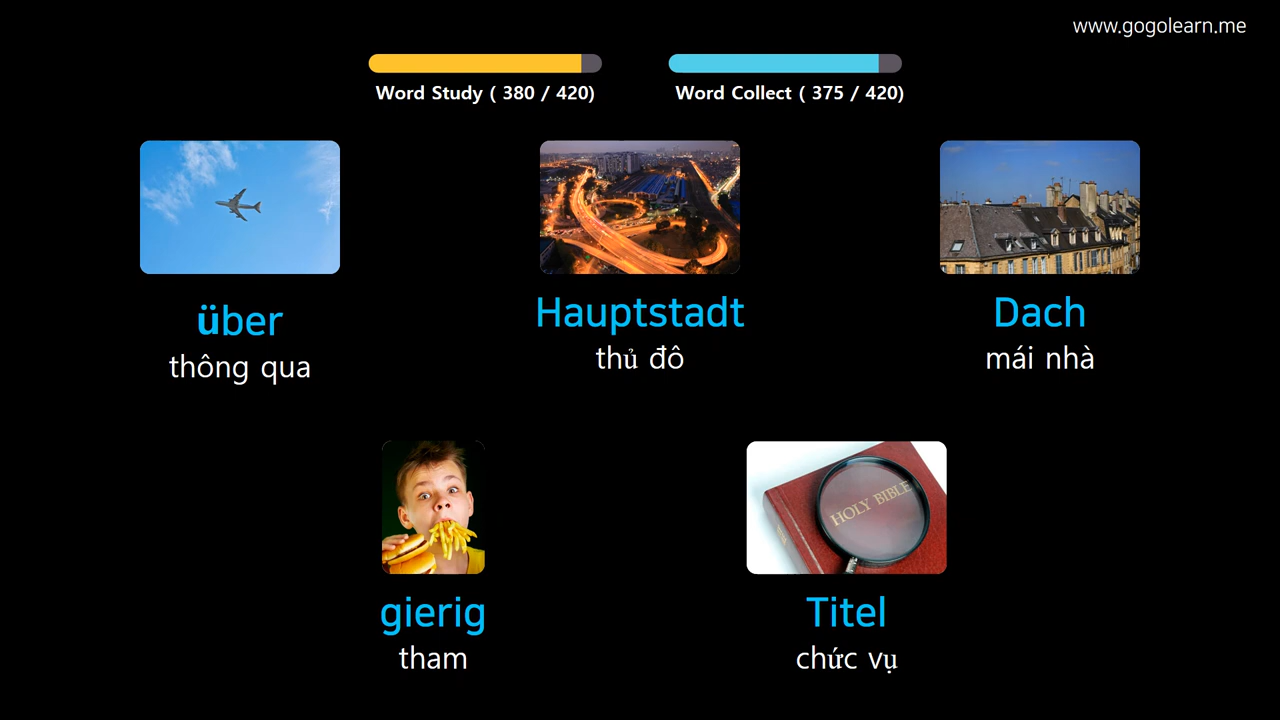 www.gogolearn.me
Word Study ( 380 / 420)
Word Collect ( 375 / 420)
über
thông qua
Hauptstadt
thủ đô
Dach
mái nhà
gierig
tham
HOLY BIBLE
Titel
chức vụ